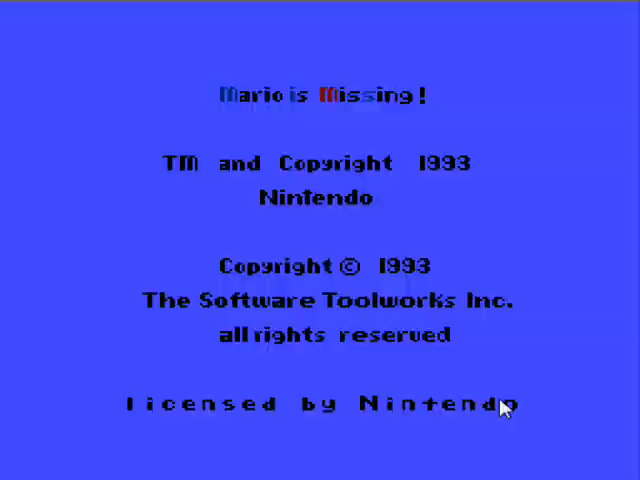 Mario is Missing!
TM and Copyright 1993
Nintendo
Copyright © 1993
The Software Toolworks Inc.
all rights reserved
licensed by Nintendo